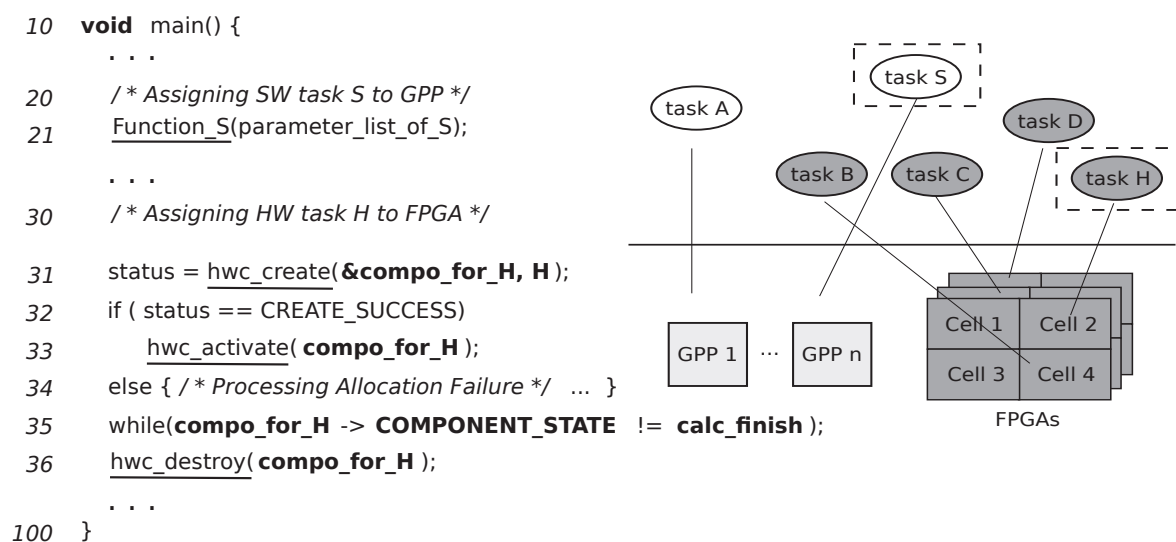 10 void main() {
. . .
20 / * Assigning SW task S to GPP */
21 Function_S(parameter_list_of_S);
. . .
30 / * Assigning HW task H to FPGA */
31 status = hwc_create( &compo_for_H, H );
32 if ( status == CREATE_SUCCESS)
33 hwc_activate( compo_for_H );
34 else { / * Processing Allocation Failure */ ... }
35 while(compo_for_H -> COMPONENT_STATE != calc_finish );
36 hwc_destroy( compo_for_H );
. . .
100 }
task S
task A
task D
task B
task C
task H
GPP 1
...
GPP n
Cell 1
Cell 2
Cell 3
Cell 4
FPGAs